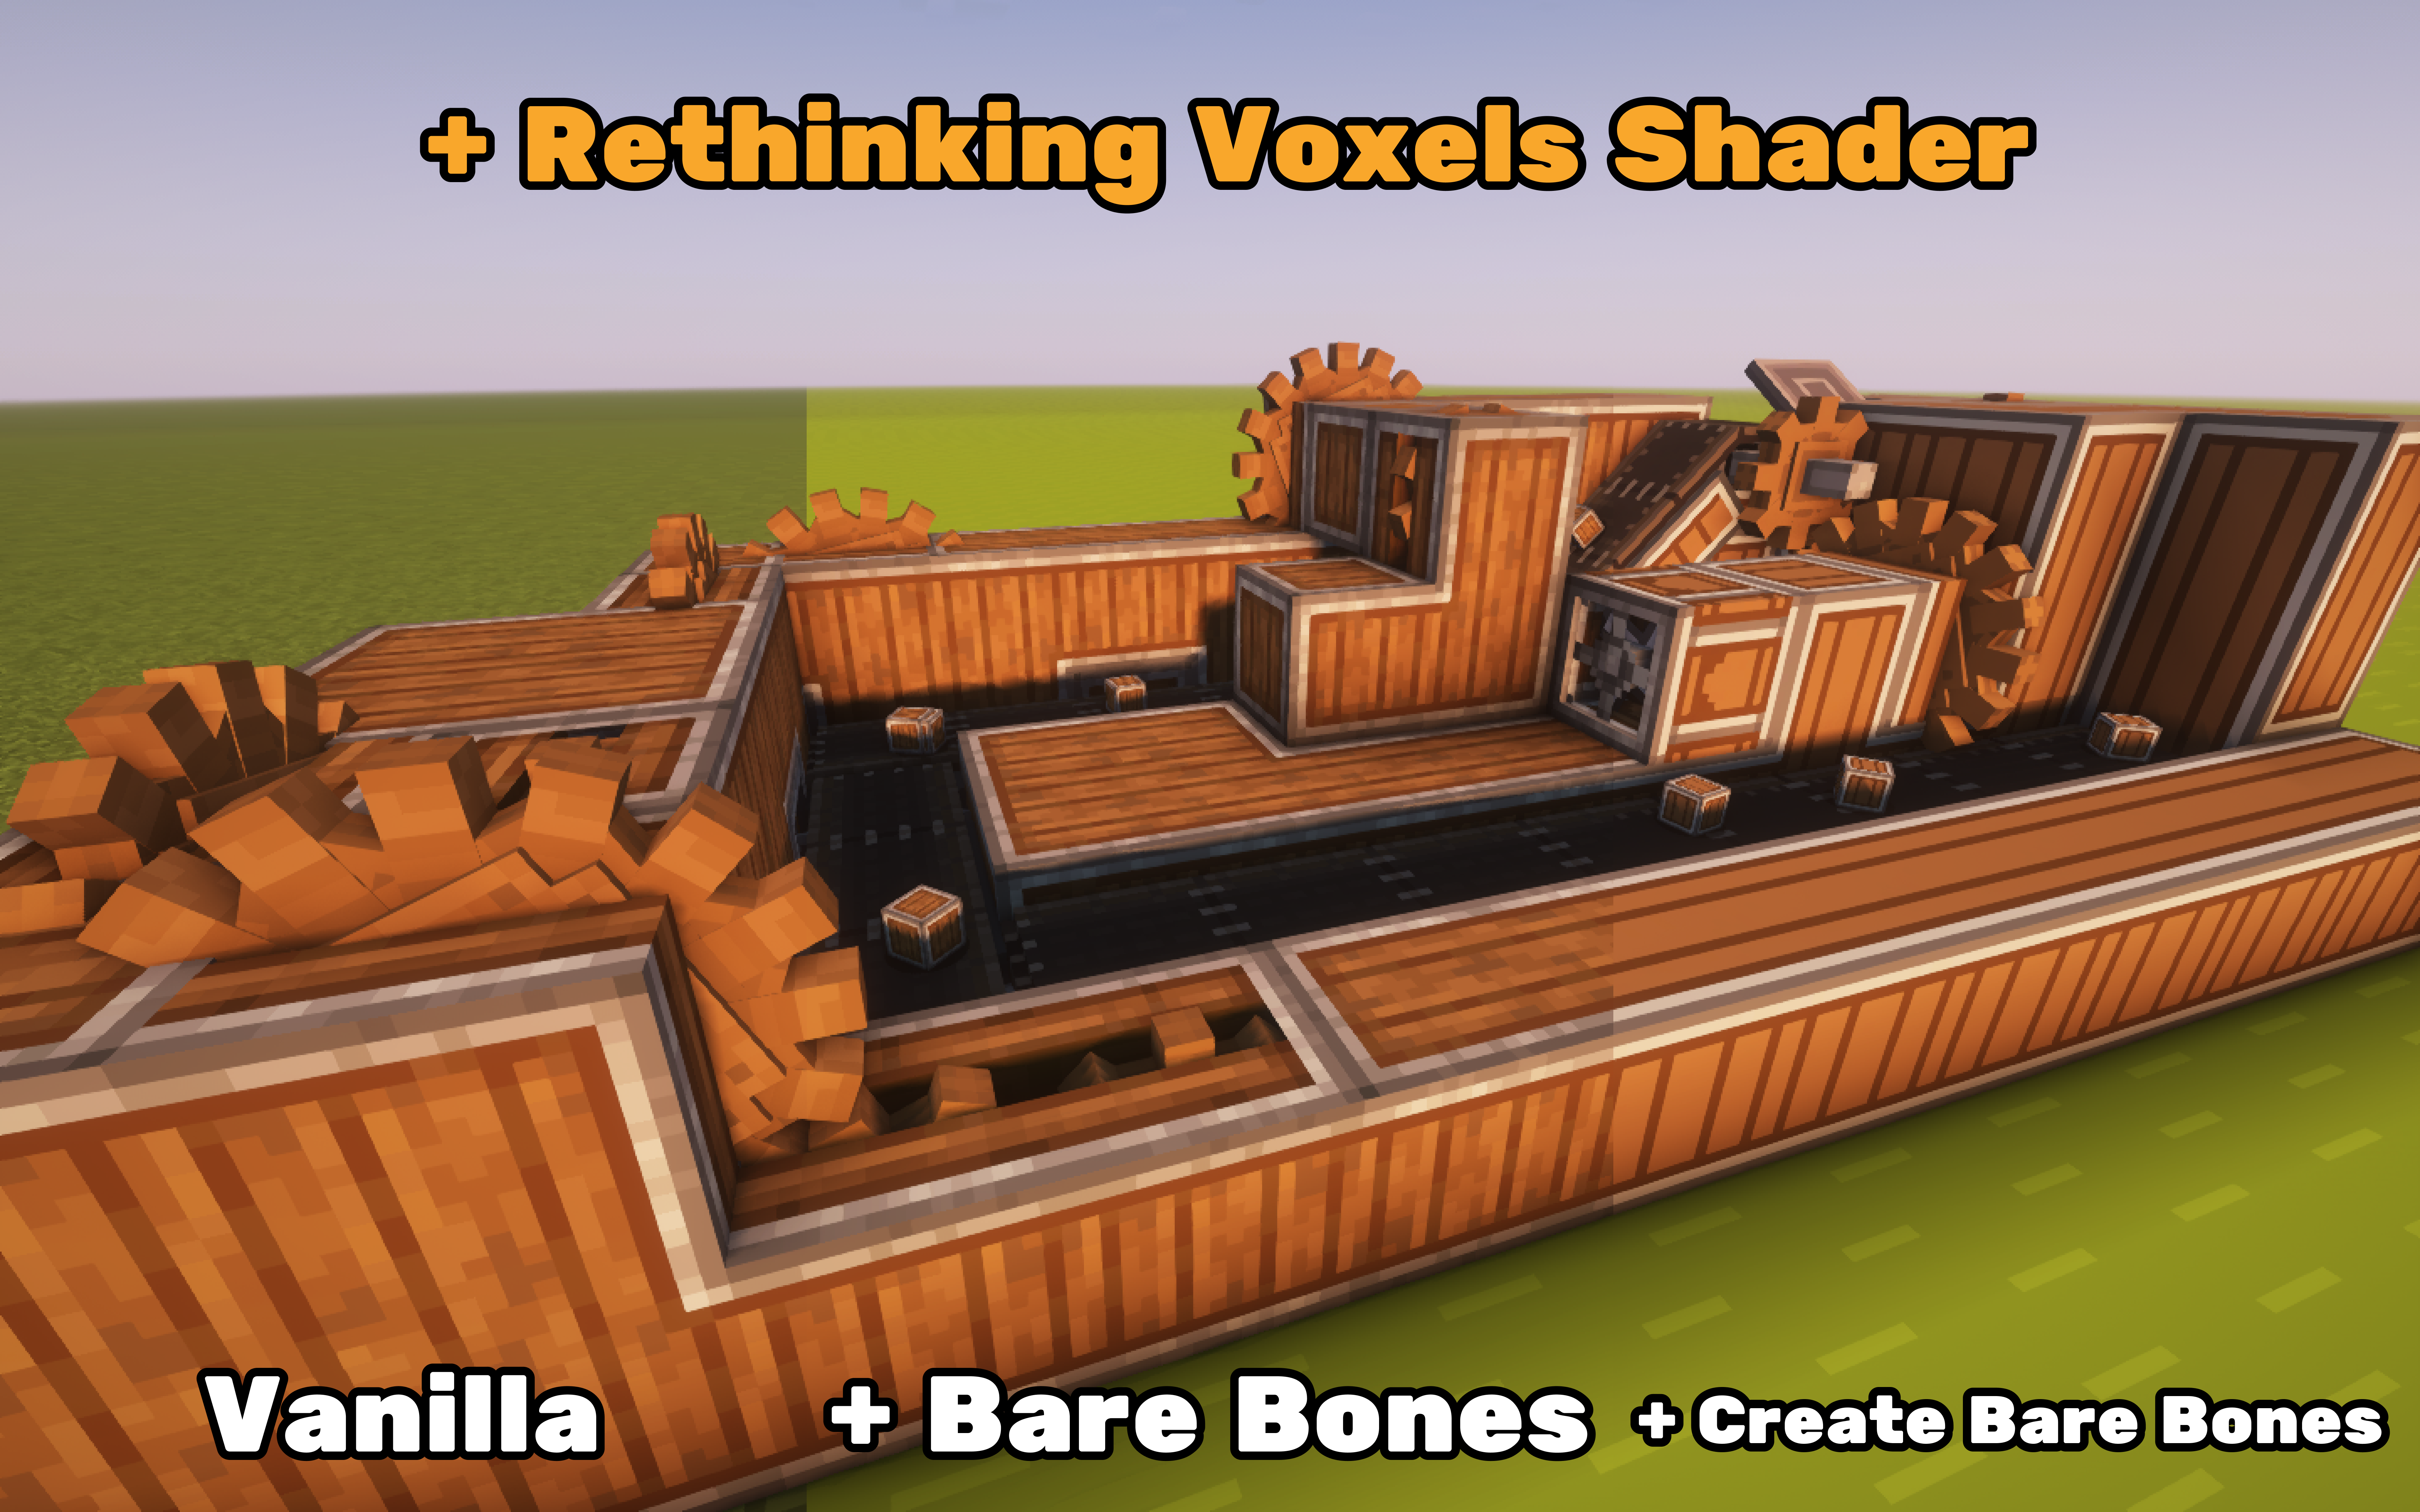 + Rethinking Voxels Shader
Vanilla
+ Bare Bones
+ Create Bare Bones